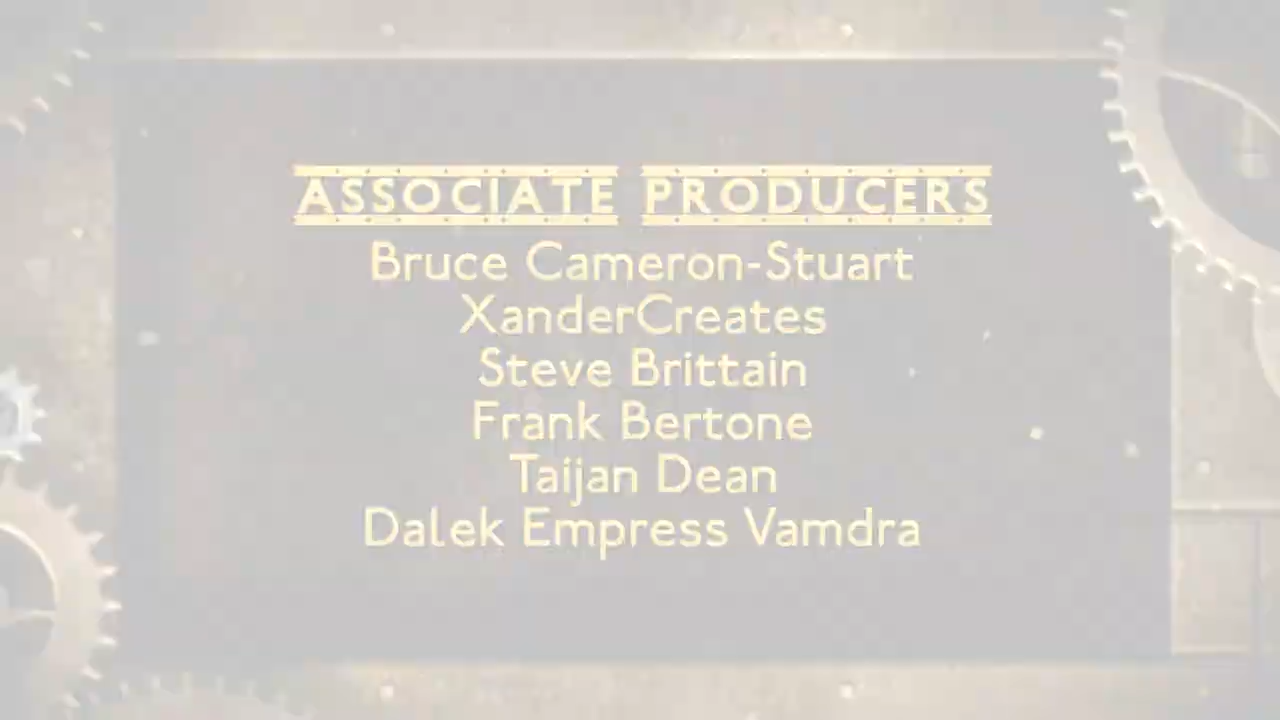 ASSOCIATE PRODUCERS
Bruce Cameron-Stuart
XanderCreates
Steve Brittain
Frank Bertone
Taijan Dean
Dalek Empress Vamdra